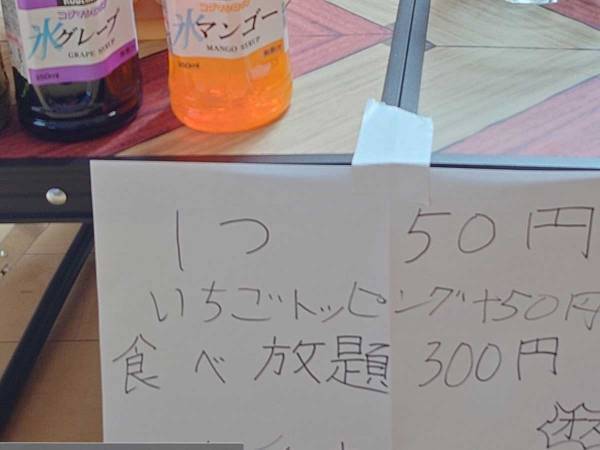 氷グレープ
GRAPE SYRUP
氷マンゴー
MANGO SYRUP
1つ 50円
いちごトッピング+50円
食べ放題 300円